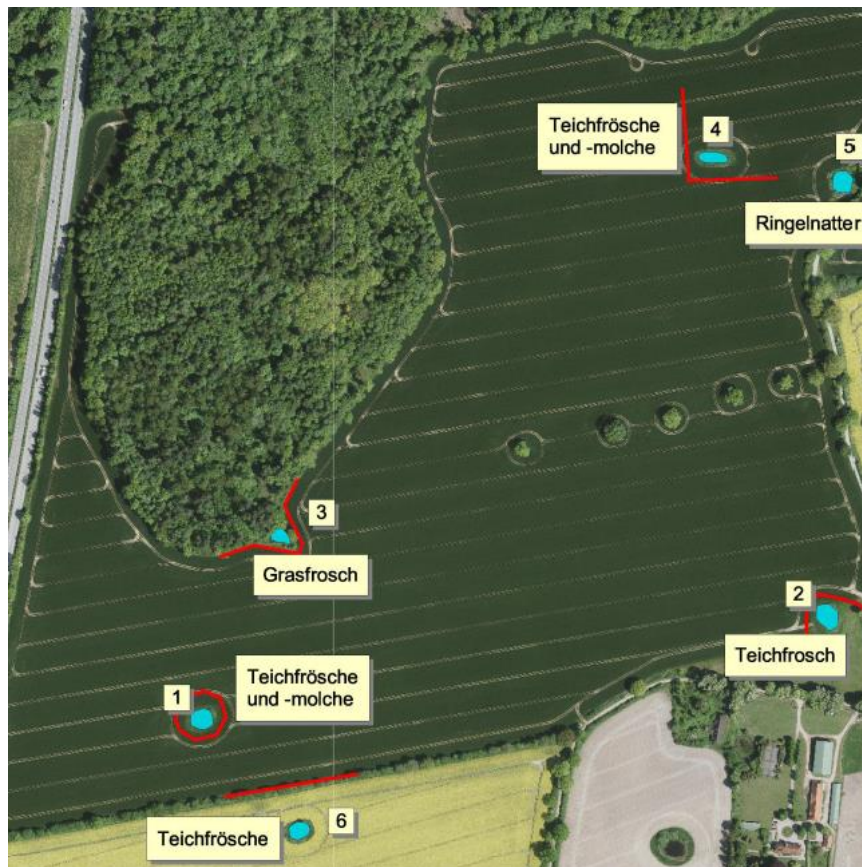 Teichfrösche
und -molche
4
5
Ringelnatter
3
Grasfrosch
2
Teichfrosch
1
Teichfrösche
und -molche
6
Teichfrösche